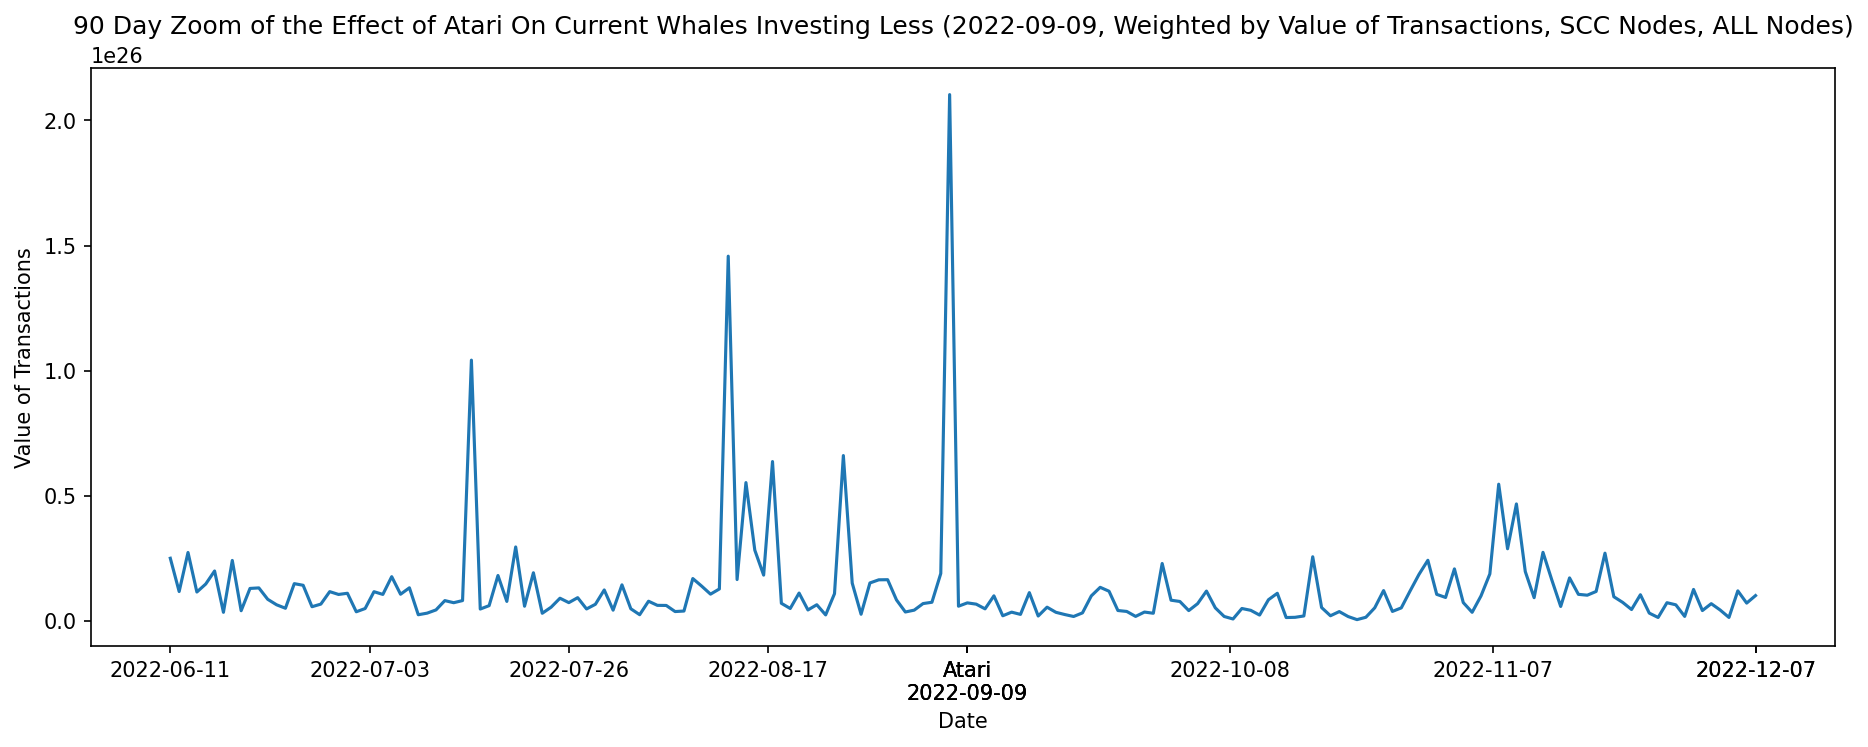 90 Day Zoom of the Effect of Atari On Current Whales Investing Less (2022-09-09, Weighted by Value of Transactions, SCC Nodes, ALL Nodes)
1e26
2.0
1.5
1.0
0.5
0.0
Value of Transactions
2022-06-11 2022-07-03 2022-07-26 2022-08-17 Atari 2022-10-08 2022-11-07 2022-12-07
2022-09-09
Date